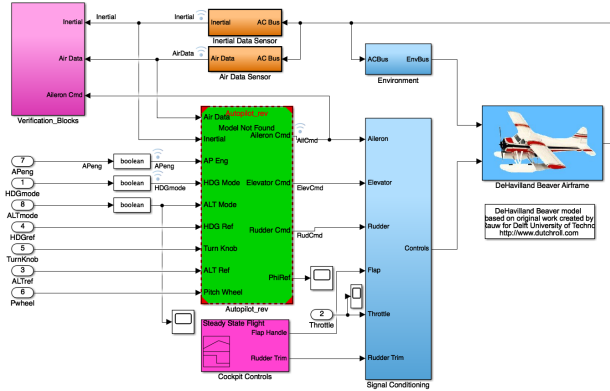 Inertial
Inertial
Inertial
AC Bus
Inertial Data Sensor
Air Data
AirData
Air Data
AC Bus
Air Data Sensor
ACBus
EnvBus
Environment
Aileron Cmd
Verification_Blocks
Autopilot_rev
Model Not Found
Air Data
Inertial
Aileron Cmd
AilCmd
Aileron
DeHavilland Beaver Airframe
7
APeng
boolean
APeng
AP Eng
1
HDGmode
boolean
HDGmode
HDG Mode
Elevator Cmd
ElevCmd
Elevator
8
ALTmode
boolean
ALT Mode
4
HDGref
HDG Ref
Rudder Cmd
RudCmd
Rudder
DeHavilland Beaver model
based on original work created by
Rauw for Delft University of Techno
http://www.dutchroll.com
5
TurnKnob
Turn Knob
Controls
3
ALTref
ALT Ref
PhiRef
Flap
6
Pwheel
Pitch Wheel
Autopilot_rev
2
Throttle
Throttle
Steady State Flight
Flap Handle
Rudder Trim
Cockpit Controls
Rudder Trim
Signal Conditioning